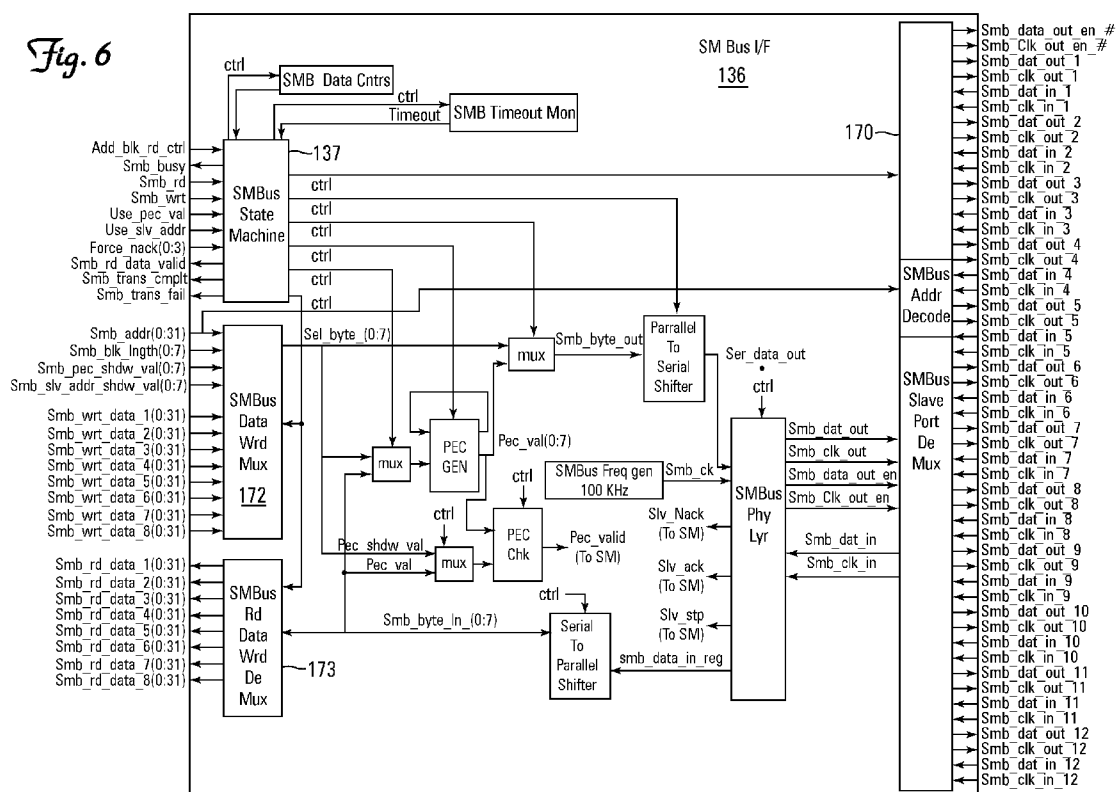 Fig. 6
SM Bus I/F
136
ctrl
SMB Data Cntrs
ctrl
Timeout
SMB Timeout Mon
137
SMBus
State
Machine
Add_blk_rd_ctrl
Smb_busy
Smb_rd
Smb_wrt
Use_pec_val
Use_slv_addr
Force_nack(0:3)
Smb_rd_data_valid
Smb_trans_cmplt
Smb_trans_fail
ctrl
ctrl
ctrl
ctrl
ctrl
ctrl
ctrl
Smb_addr(0:31)
Smb_blk_lngth(0:7)
Smb_pec_shdw_val(0:7)
Smb_slv_addr_shdw_val(0:7)
Smb_wrt_data_1(0:31)
Smb_wrt_data_2(0:31)
Smb_wrt_data_3(0:31)
Smb_wrt_data_4(0:31)
Smb_wrt_data_5(0:31)
Smb_wrt_data_6(0:31)
Smb_wrt_data_7(0:31)
Smb_wrt_data_8(0:31)
SMBus
Data
Wrd
Mux
172
Smb_rd_data_1(0:31)
Smb_rd_data_2(0:31)
Smb_rd_data_3(0:31)
Smb_rd_data_4(0:31)
Smb_rd_data_5(0:31)
Smb_rd_data_6(0:31)
Smb_rd_data_7(0:31)
Smb_rd_data_8(0:31)
SMBus
Rd
Data
Wrd
De
Mux
173
Sel_byte_(0:7)
mux
Smb_byte_out
Parrallel
To
Serial
Shifter
mux
PEC
GEN
Pec_val(0:7)
ctrl
ctrl
Pec_shdw_val
Pec_val
mux
PEC
Chk
Pec_valid
(To SM)
SMBus Freq gen
100 KHz
Smb_ck
Ser_data_out
ctrl
SMBus
Phy
Lyr
Slv_Nack
(To SM)
Slv_ack
(To SM)
Slv_stp
(To SM)
Smb_byte_In_(0:7)
ctrl
Serial
To
Parallel
Shifter
smb_data_in_reg
Smb_dat_out
Smb_clk_out
Smb_data_out_en
Smb_Clk_out_en
Smb_dat_in
Smb_clk_in
170
SMBus
Addr
Decode
SMBus
Slave
Port
De
Mux
Smb_data_out_en_#
Smb_Clk_out_en_#
Smb_dat_out_1
Smb_clk_out_1
Smb_dat_in_1
Smb_clk_in_1
Smb_dat_out_2
Smb_clk_out_2
Smb_dat_in_2
Smb_clk_in_2
Smb_dat_out_3
Smb_clk_out_3
Smb_dat_in_3
Smb_clk_in_3
Smb_dat_out_4
Smb_clk_out_4
Smb_dat_in_4
Smb_clk_in_4
Smb_dat_out_5
Smb_clk_out_5
Smb_dat_in_5
Smb_clk_in_5
Smb_dat_out_6
Smb_clk_out_6
Smb_dat_in_6
Smb_clk_in_6
Smb_dat_out_7
Smb_clk_out_7
Smb_dat_in_7
Smb_clk_in_7
Smb_dat_out_8
Smb_clk_out_8
Smb_dat_in_8
Smb_clk_in_8
Smb_dat_out_9
Smb_clk_out_9
Smb_dat_in_9
Smb_clk_in_9
Smb_dat_out_10
Smb_clk_out_10
Smb_dat_in_10
Smb_clk_in_10
Smb_dat_out_11
Smb_clk_out_11
Smb_dat_in_11
Smb_clk_in_11
Smb_dat_out_12
Smb_clk_out_12
Smb_dat_in_12
Smb_clk_in_12